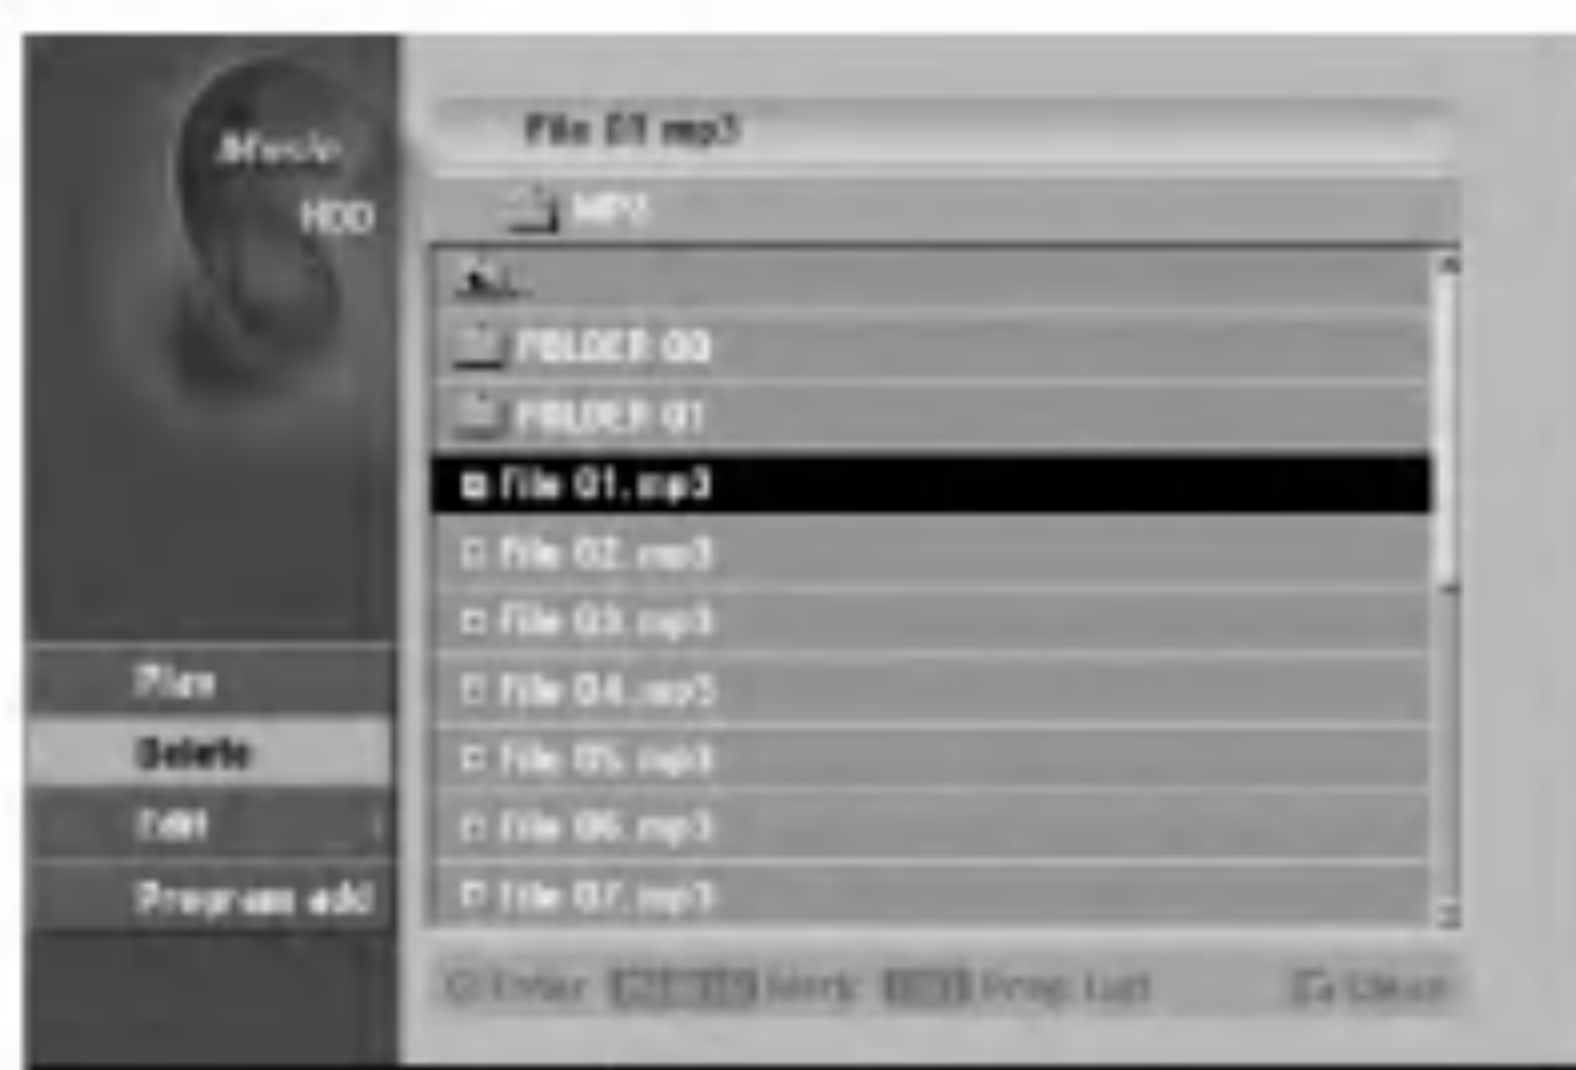 Music
HDD
File 01 mp3
MP3
..
FOLDER 00
FOLDER 01
File 01.mp3
File 02.mp3
File 03.mp3
File 04.mp3
File 05.mp3
File 06.mp3
File 07.mp3
Play
Delete
Edit
Program add
Enter Mark Prog. List Close